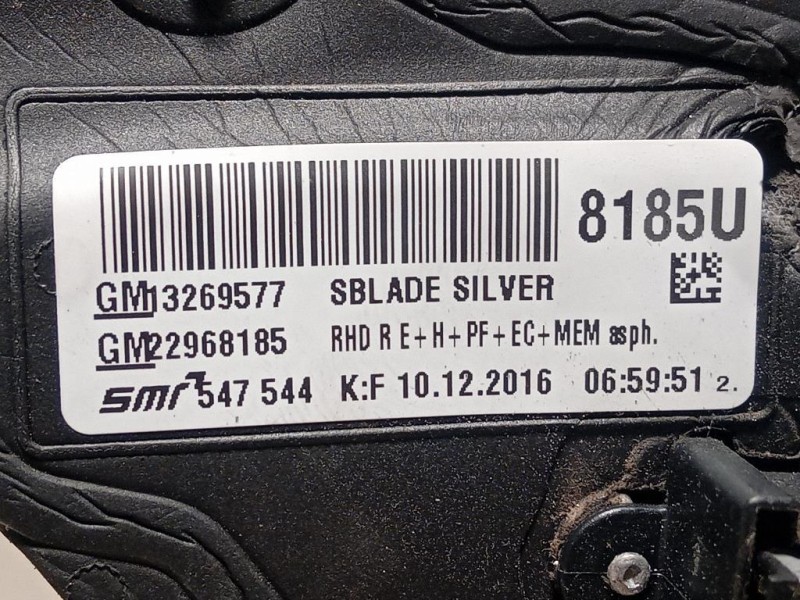 8185U
GM13269577 SBLADE SILVER
GM22968185 RHD R E+H+PF+EC+MEM asph.
smr 547 544 K:F 10.12.2016 06:59:51 2.